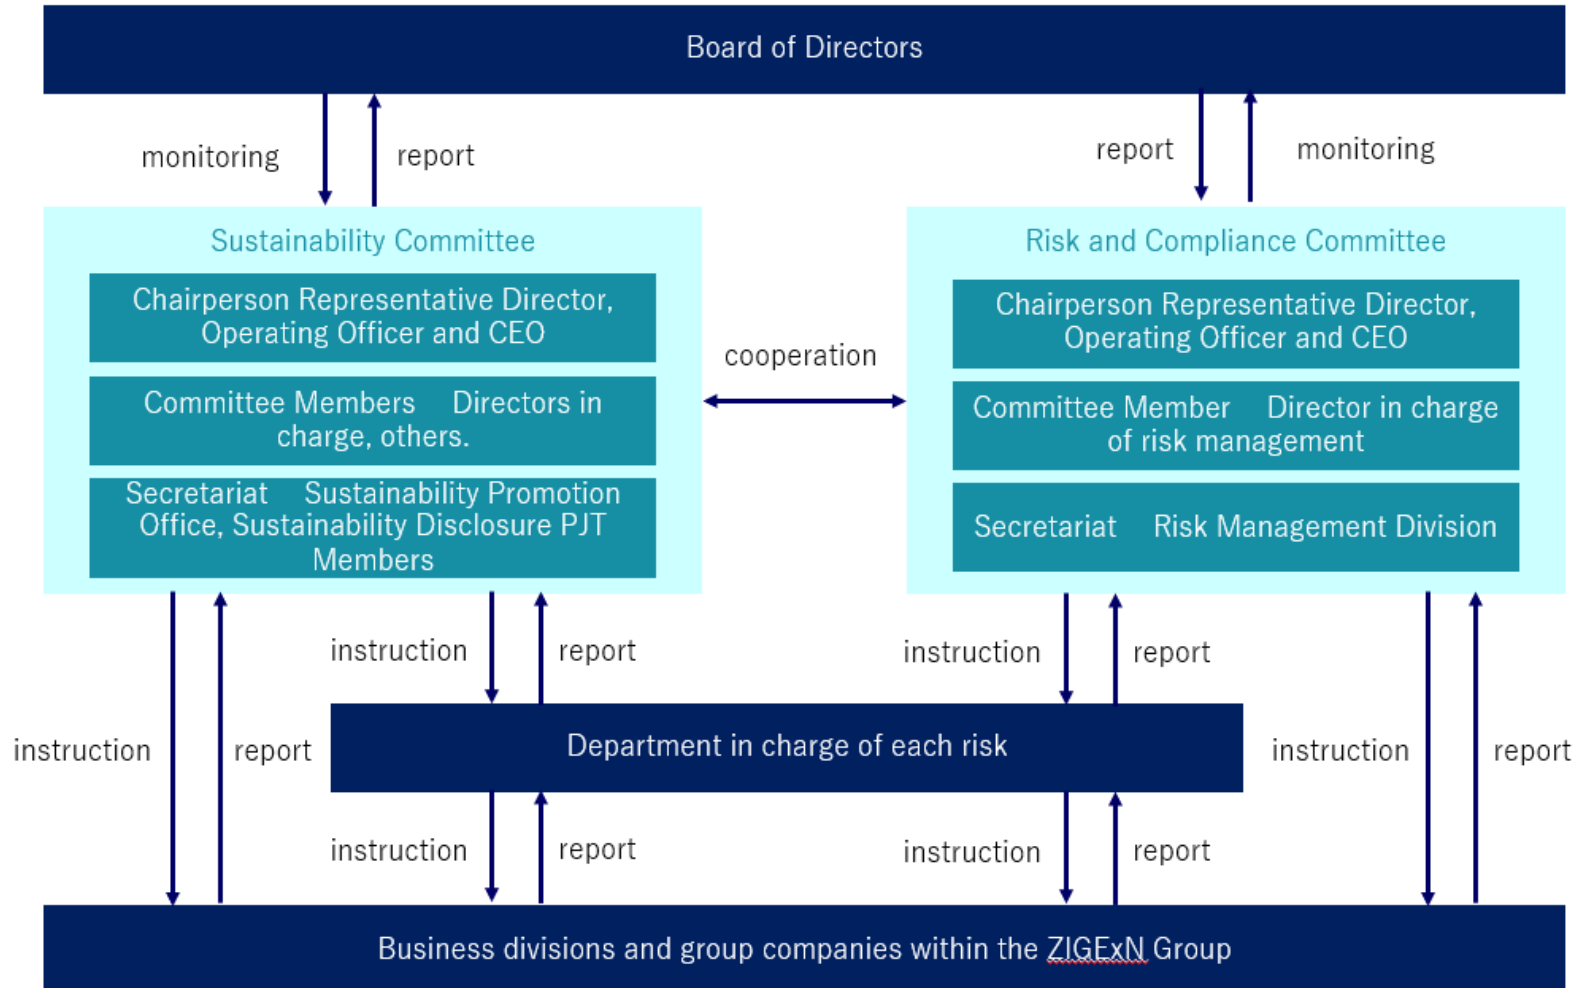 Board of Directors
monitoring
report
report
monitoring
Sustainability Committee
Chairperson Representative Director,
Operating Officer and CEO
Committee Members Directors in
charge, others.
Secretariat Sustainability Promotion
Office, Sustainability Disclosure PJT
Members
cooperation
Risk and Compliance Committee
Chairperson Representative Director,
Operating Officer and CEO
Committee Member Director in charge
of risk management
Secretariat Risk Management Division
instruction
report
instruction
report
instruction
report
Department in charge of each risk
instruction
report
instruction
report
instruction
report
Business divisions and group companies within the ZIGExN Group